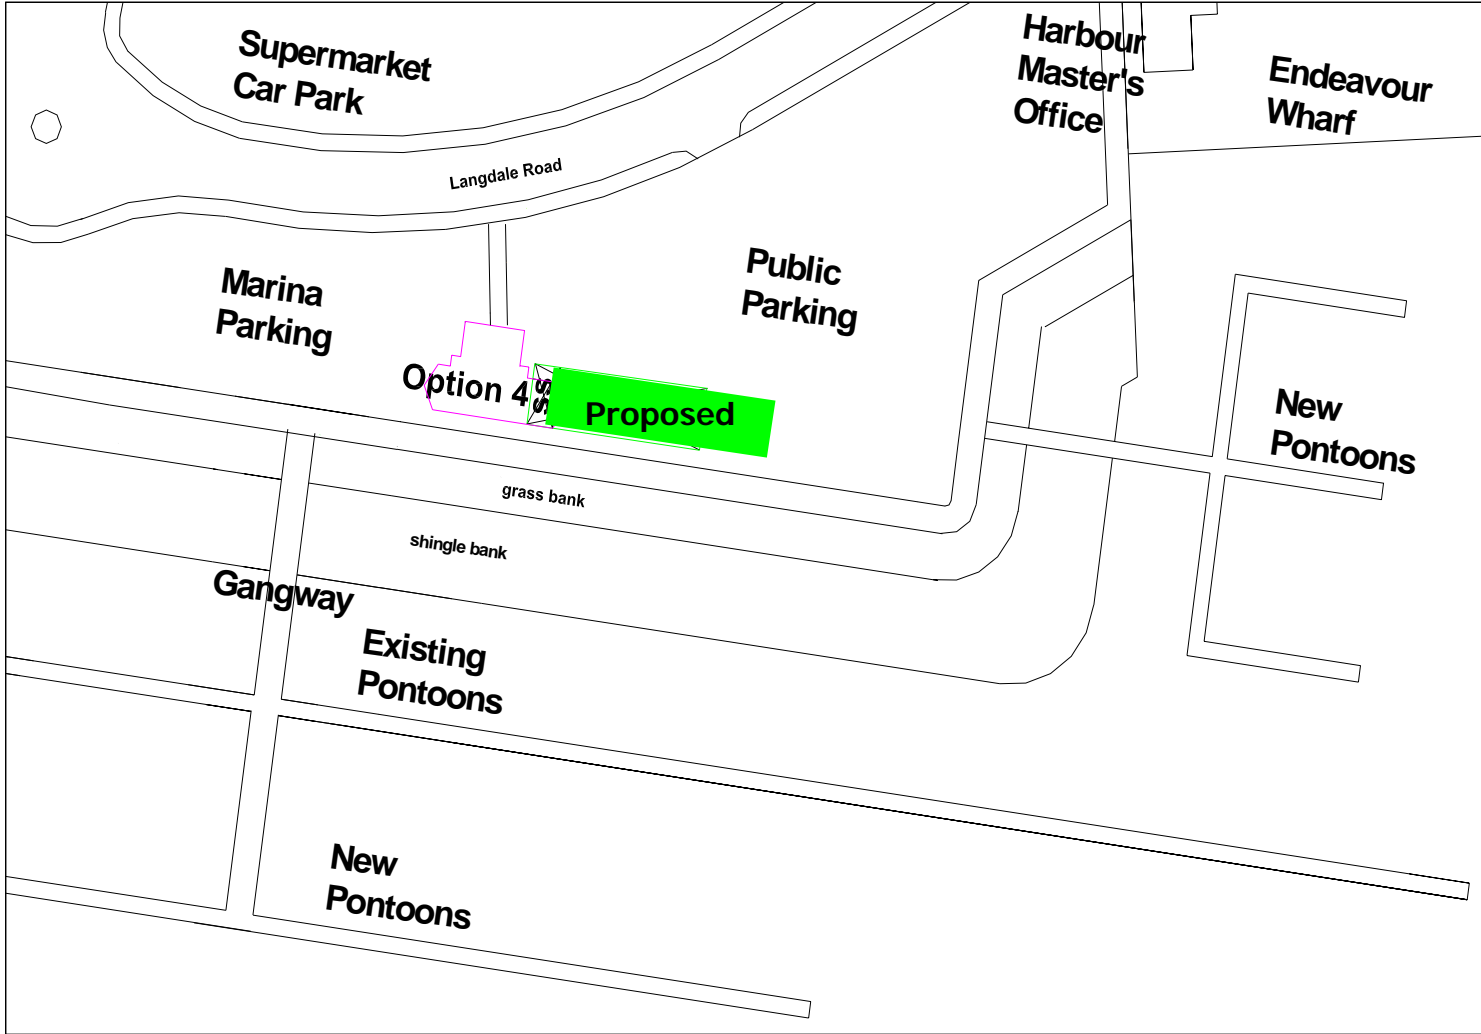 Supermarket
Car Park
Harbour
Master's
Office
Endeavour
Wharf
Langdale Road
Marina
Parking
Public
Parking
Option 4
SS
Proposed
New
Pontoons
grass bank
shingle bank
Gangway
Existing
Pontoons
New
Pontoons